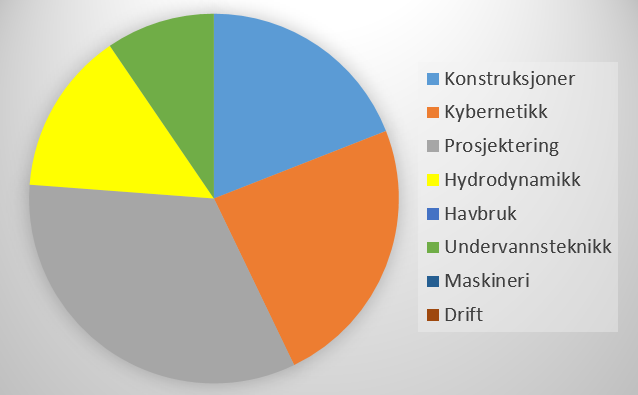 Konstruksjoner
Kybernetikk
Prosjektering
Hydrodynamikk
Havbruk
Undervannsteknikk
Maskineri
Drift